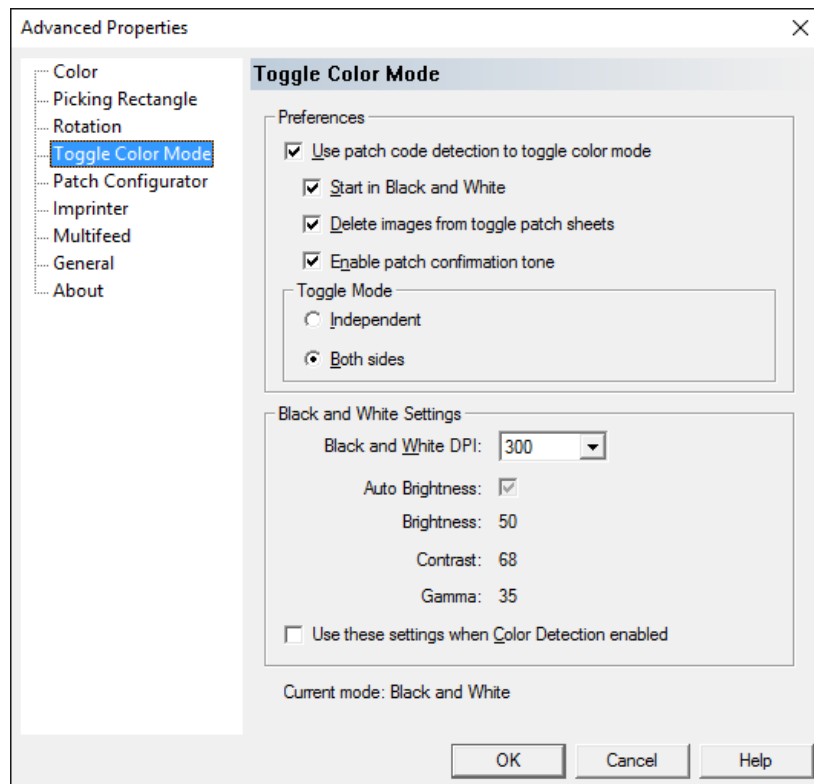 Advanced Properties
Color
Picking Rectangle
Rotation
Toggle Color Mode
Patch Configurator
Imprinter
Multifeed
General
About
Toggle Color Mode
Preferences
Use patch code detection to toggle color mode
Start in Black and White
Delete images from toggle patch sheets
Enable patch confirmation tone
Toggle Mode
Independent
Both sides
Black and White Settings
Black and White DPI: 300
Auto Brightness:
Brightness: 50
Contrast: 68
Gamma: 35
Use these settings when Color Detection enabled
Current mode: Black and White
OK Cancel Help